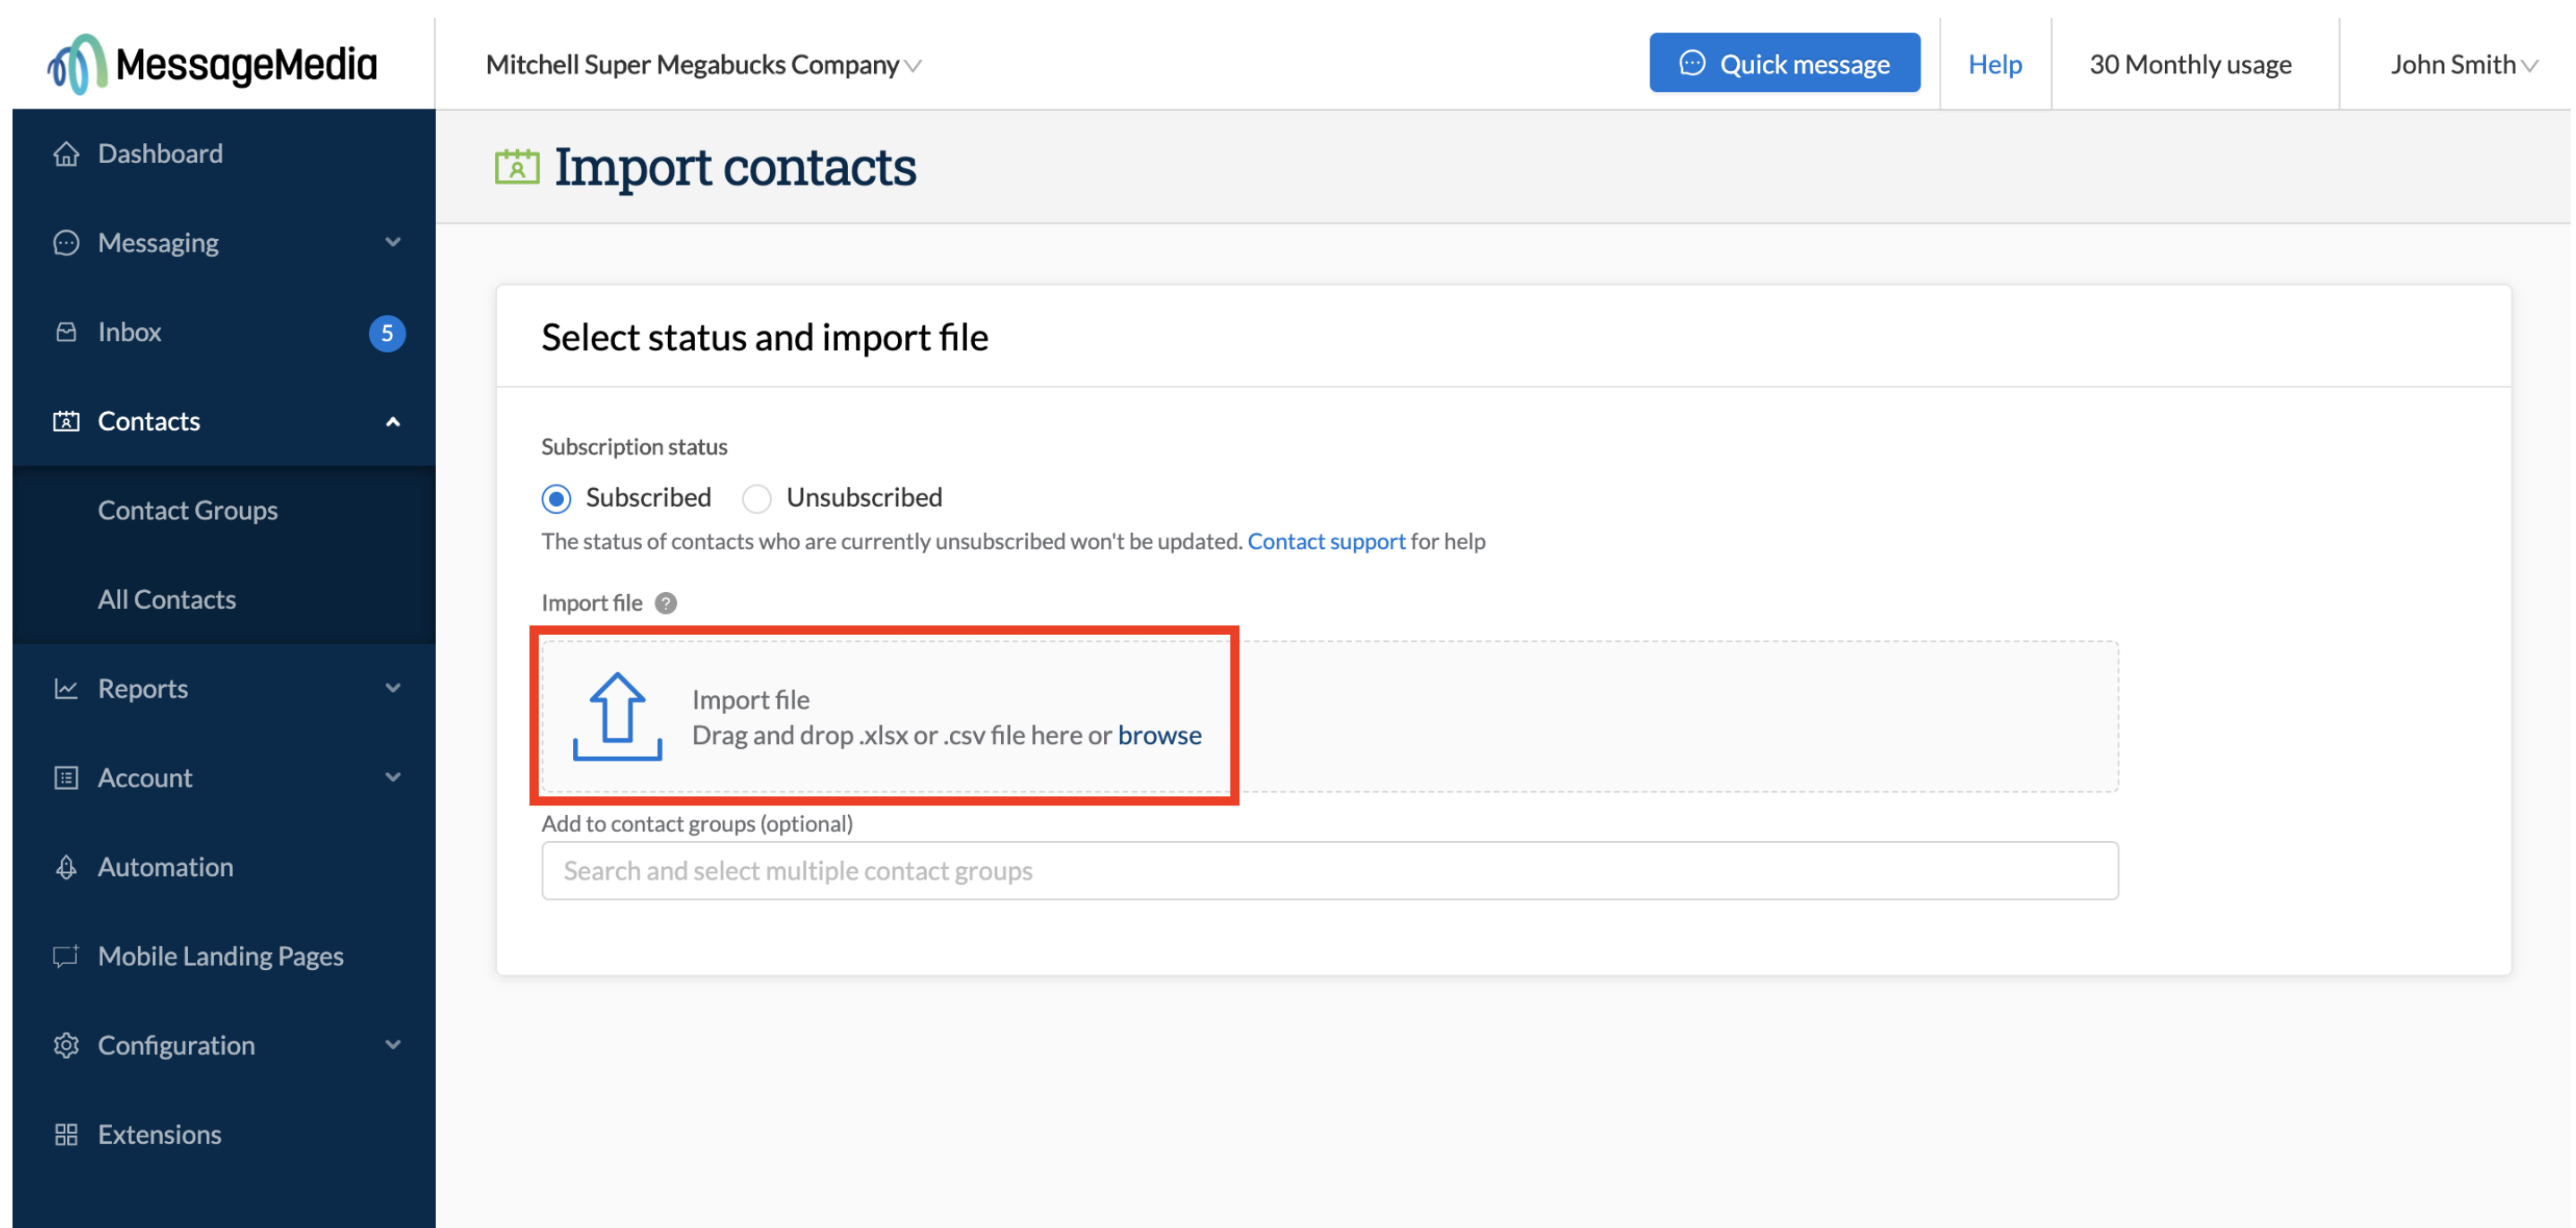 MessageMedia
Mitchell Super Megabucks Company
Quick message
Help
30 Monthly usage
John Smith
Dashboard
Messaging
Inbox
5
Contacts
Contact Groups
All Contacts
Reports
Account
Automation
Mobile Landing Pages
Configuration
Extensions
Import contacts
Select status and import file
Subscription status
Subscribed
Unsubscribed
The status of contacts who are currently unsubscribed won't be updated. Contact support for help
Import file ?
Import file
Drag and drop .xlsx or .csv file here or browse
Add to contact groups (optional)
Search and select multiple contact groups